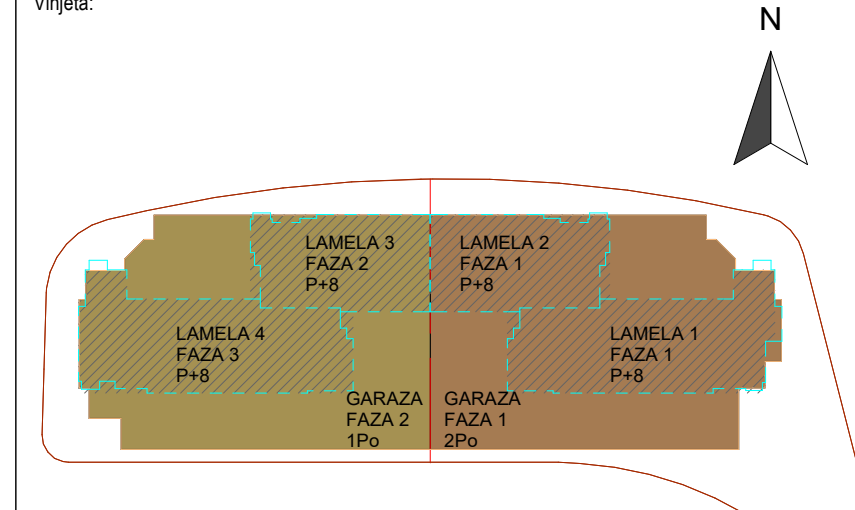 Vinjeta:
N
LAMELA 3
FAZA 2
P+8
LAMELA 2
FAZA 1
P+8
LAMELA 4
FAZA 3
P+8
LAMELA 1
FAZA 1
P+8
GARAZA
FAZA 2
1Po
GARAZA
FAZA 1
2Po